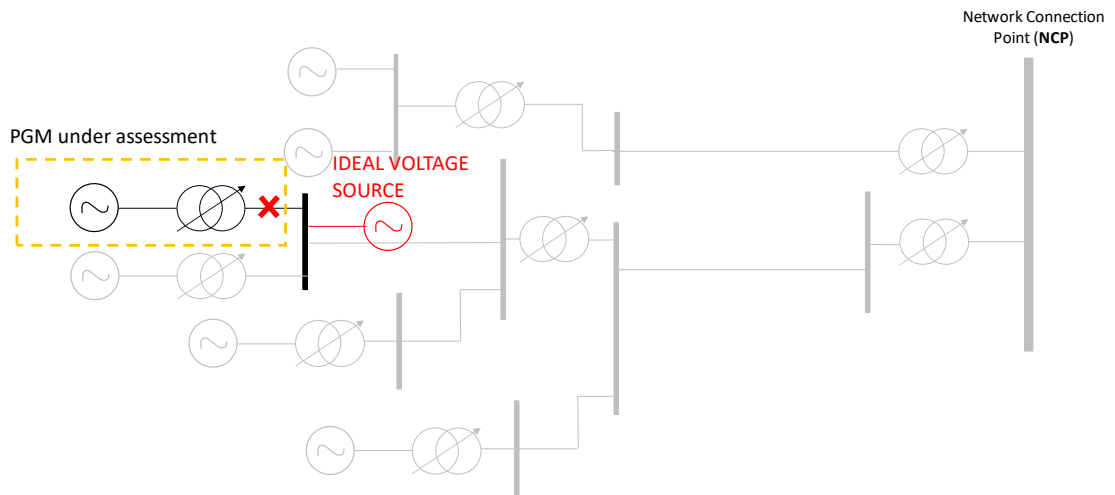 Network Connection
Point (NCP)
PGM under assessment
IDEAL VOLTAGE
SOURCE